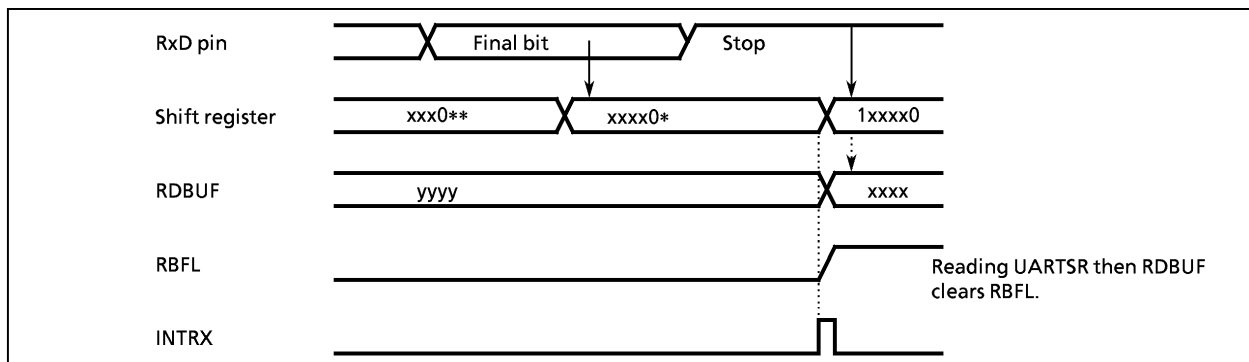 RxD pin Final bit Stop
Shift register xxx0** xxxx0* 1xxxx0
RDBUF yyyy xxxx
RBFL
Reading UARTSR then RDBUF
clears RBFL.
INTRX